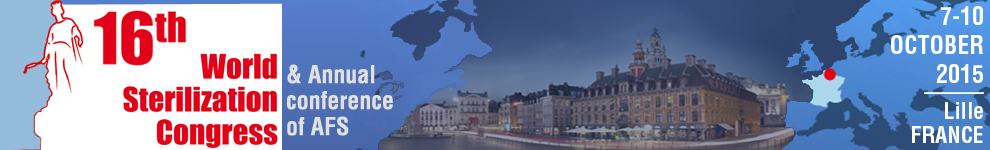 16th
World
Sterilization
Congress
& Annual
conference
of AFS
7-10
OCTOBER
2015
Lille
FRANCE